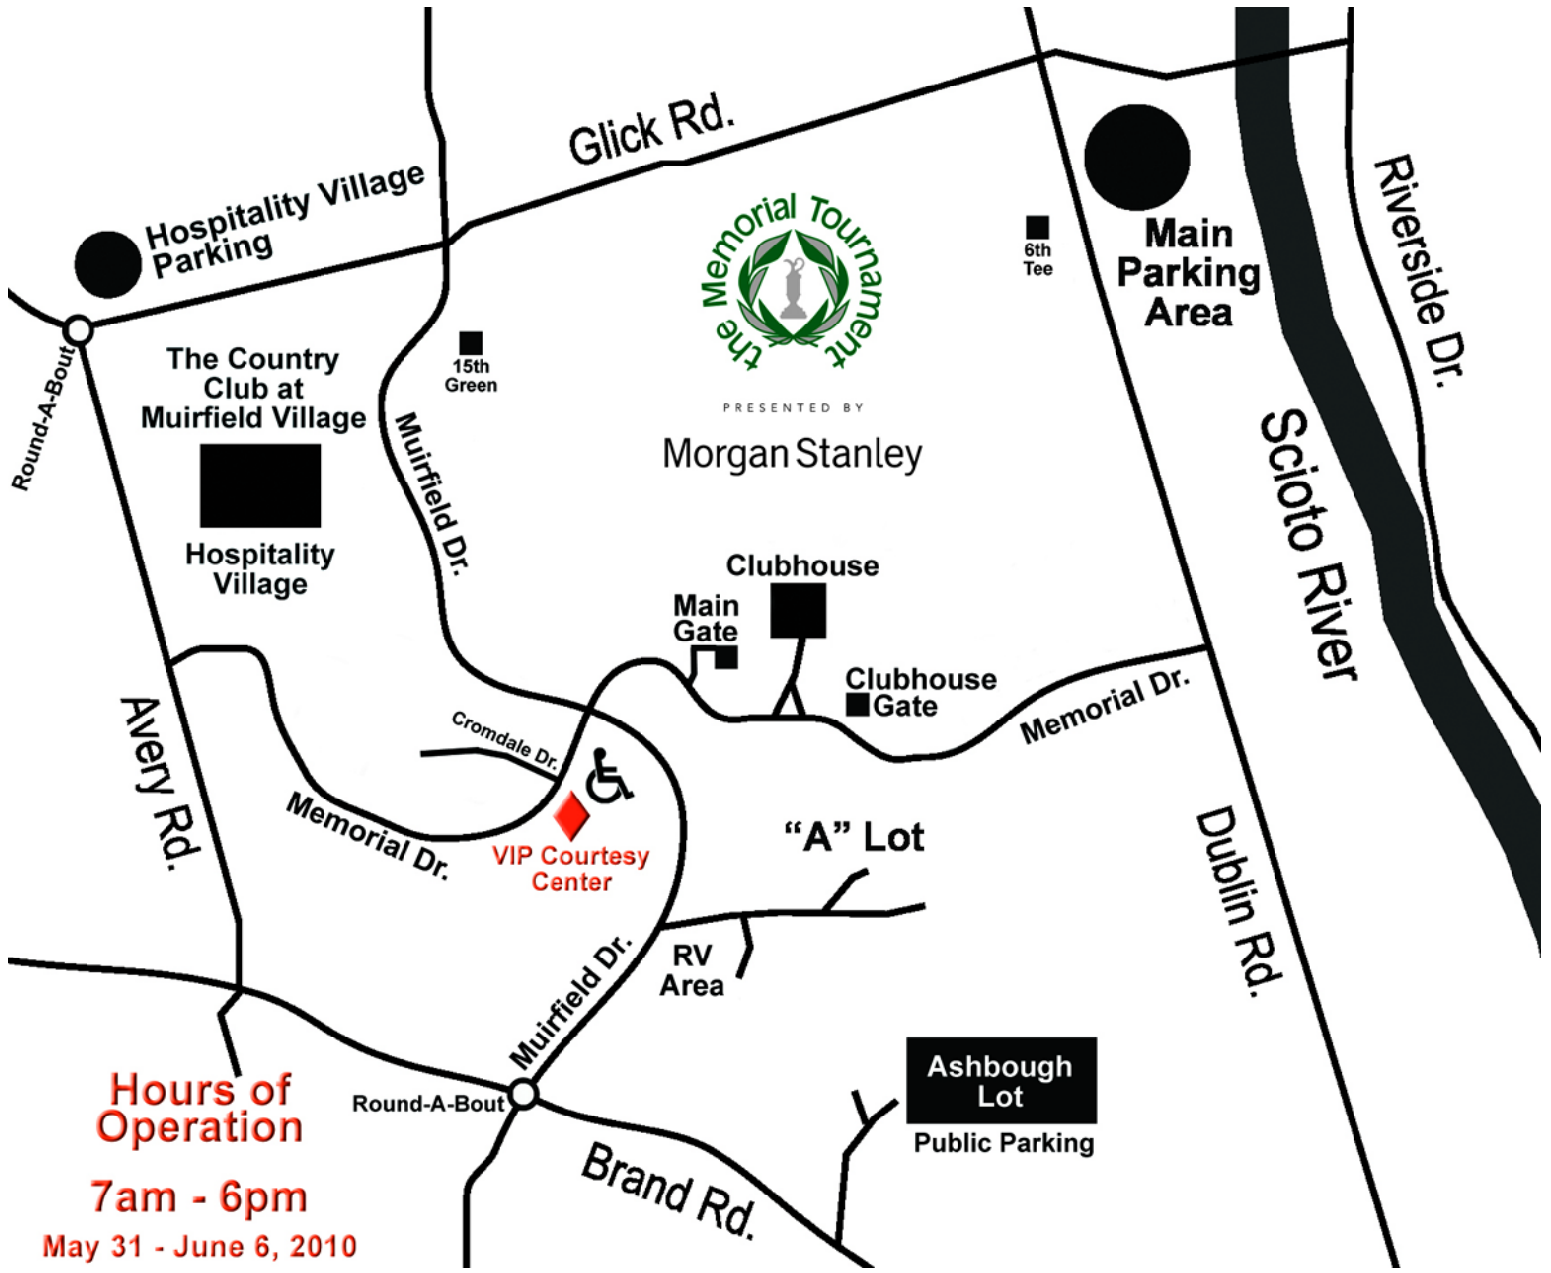 Glick Rd.
Hospitality Village
Parking
the Memorial Tournament
PRESENTED BY
Morgan Stanley
6th
Tee
Main
Parking
Area
Riverside Dr.
Round-A-Bout
The Country
Club at
Muirfield Village
Hospitality
Village
15th
Green
Muirfield Dr.
Scioto River
Clubhouse
Main
Gate
Clubhouse
Gate
Memorial Dr.
Avery Rd.
Cromdale Dr.
Memorial Dr.
VIP Courtesy
Center
“A” Lot
Dublin Rd.
RV
Area
Muirfield Dr.
Round-A-Bout
Ashbough
Lot
Public Parking
Brand Rd.
Hours of
Operation
7am - 6pm
May 31 - June 6, 2010